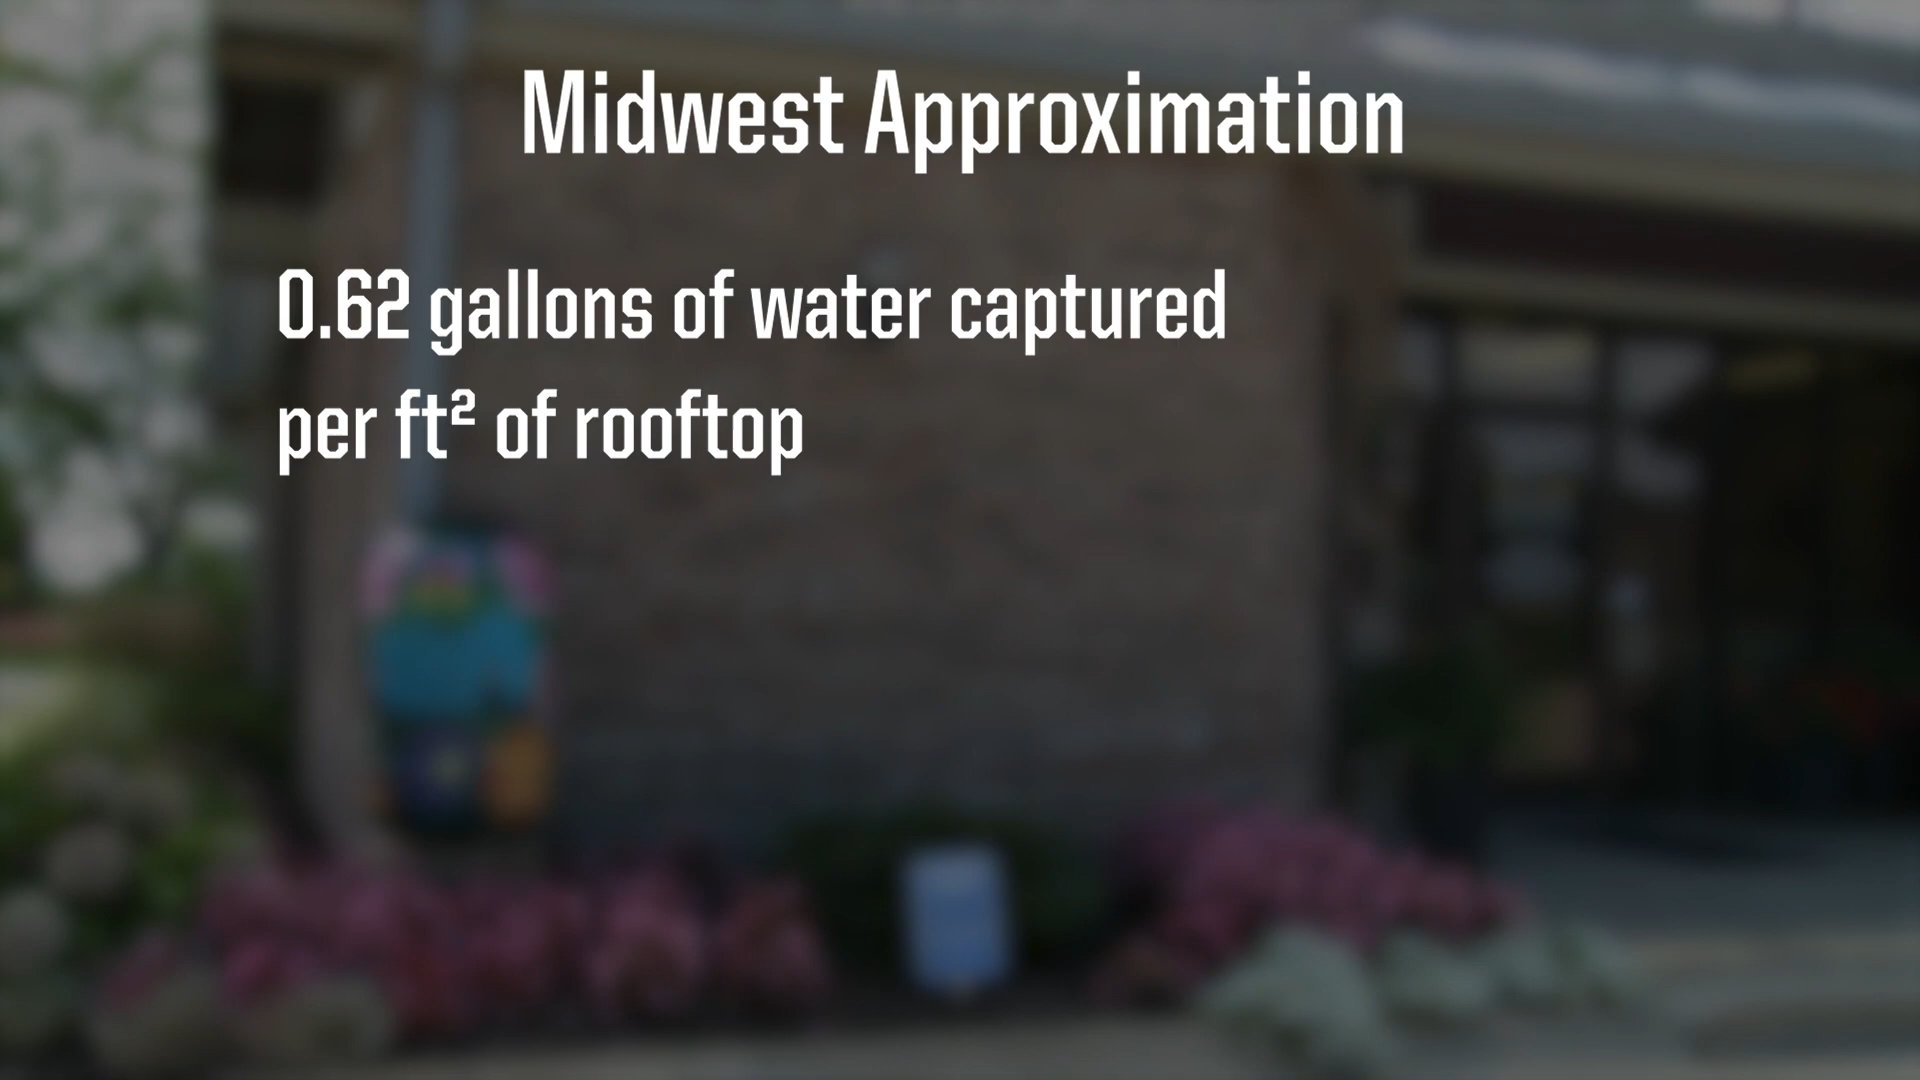 Midwest Approximation
0.62 gallons of water captured
per ft² of rooftop